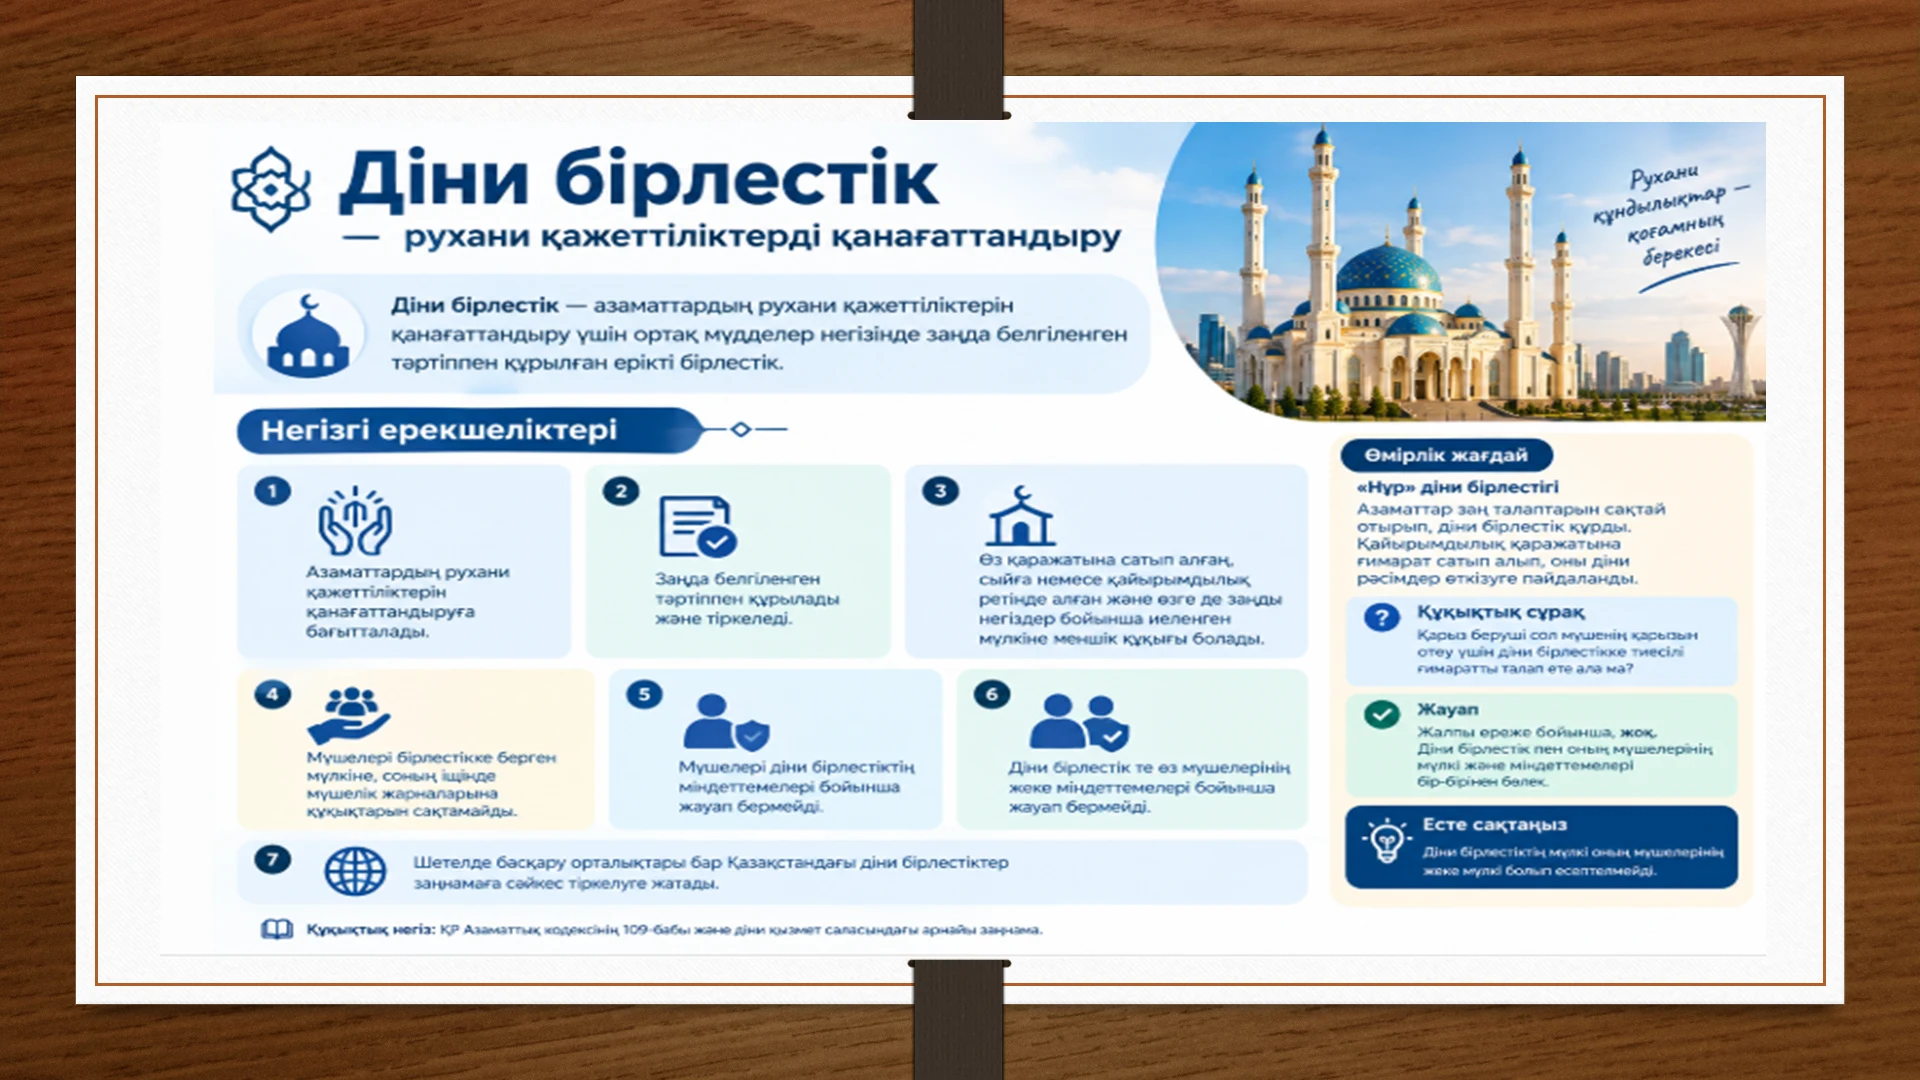 Діни бірлестік
— рухани қажеттіліктерді қанағаттандыру
Рухани
құндылықтар —
қоғамның
берекесі
Діни бірлестік — азаматтардың рухани қажеттіліктерін
қанағаттандыру үшін ортақ мүдделер негізінде заңда белгіленген
тәртіппен құрылған ерікті бірлестік.
Негізгі ерекшеліктері
1
Азаматтардың рухани
қажеттіліктерін
қанағаттандыруға
бағытталады.
2
Заңда белгіленген
тәртіппен құрылады
және тіркеледі.
3
Өз қаражатына сатып алған,
сыйға немесе қайырымдылық
ретінде алған және өзге де заңды
негіздер бойынша иеленген
мүлкіне меншік құқығы болады.
4
Мүшелері бірлестікке берген
мүлкіне, соның ішінде
мүшелік жарналарына
құқықтарын сақтамайды.
5
Мүшелері діни бірлестіктің
міндеттемелері бойынша
жауап бермейді.
6
Діни бірлестік те өз мүшелерінің
жеке міндеттемелері бойынша
жауап бермейді.
7
Шетелде басқару орталықтары бар Қазақстандағы діни бірлестіктер
заңнамаға сәйкес тіркелуге жатады.
Құқықтық негіз: ҚР Азаматтық кодексінің 109-бабы және діни қызмет саласындағы арнайы заңнама.
Өмірлік жағдай
«Нұр» діни бірлестігі
Азаматтар заң талаптарын сақтай
отырып, діни бірлестік құрды.
Қайырымдылық қаражатына
ғимарат сатып алып, оны діни
рәсімдер өткізуге пайдаланды.
?
Құқықтық сұрақ
Қарыз беруші сол мүшенің қарызын
өтеу үшін діни бірлестікке тиесілі
ғимаратты талап ете ала ма?
Жауап
Жалпы ереже бойынша, жоқ.
Діни бірлестік пен оның мүшелерінің
мүлкі және міндеттемелері
бір-бірінен бөлек.
Есте сақтаңыз
Діни бірлестіктің мүлкі оның мүшелерінің
жеке мүлкі болып есептелмейді.